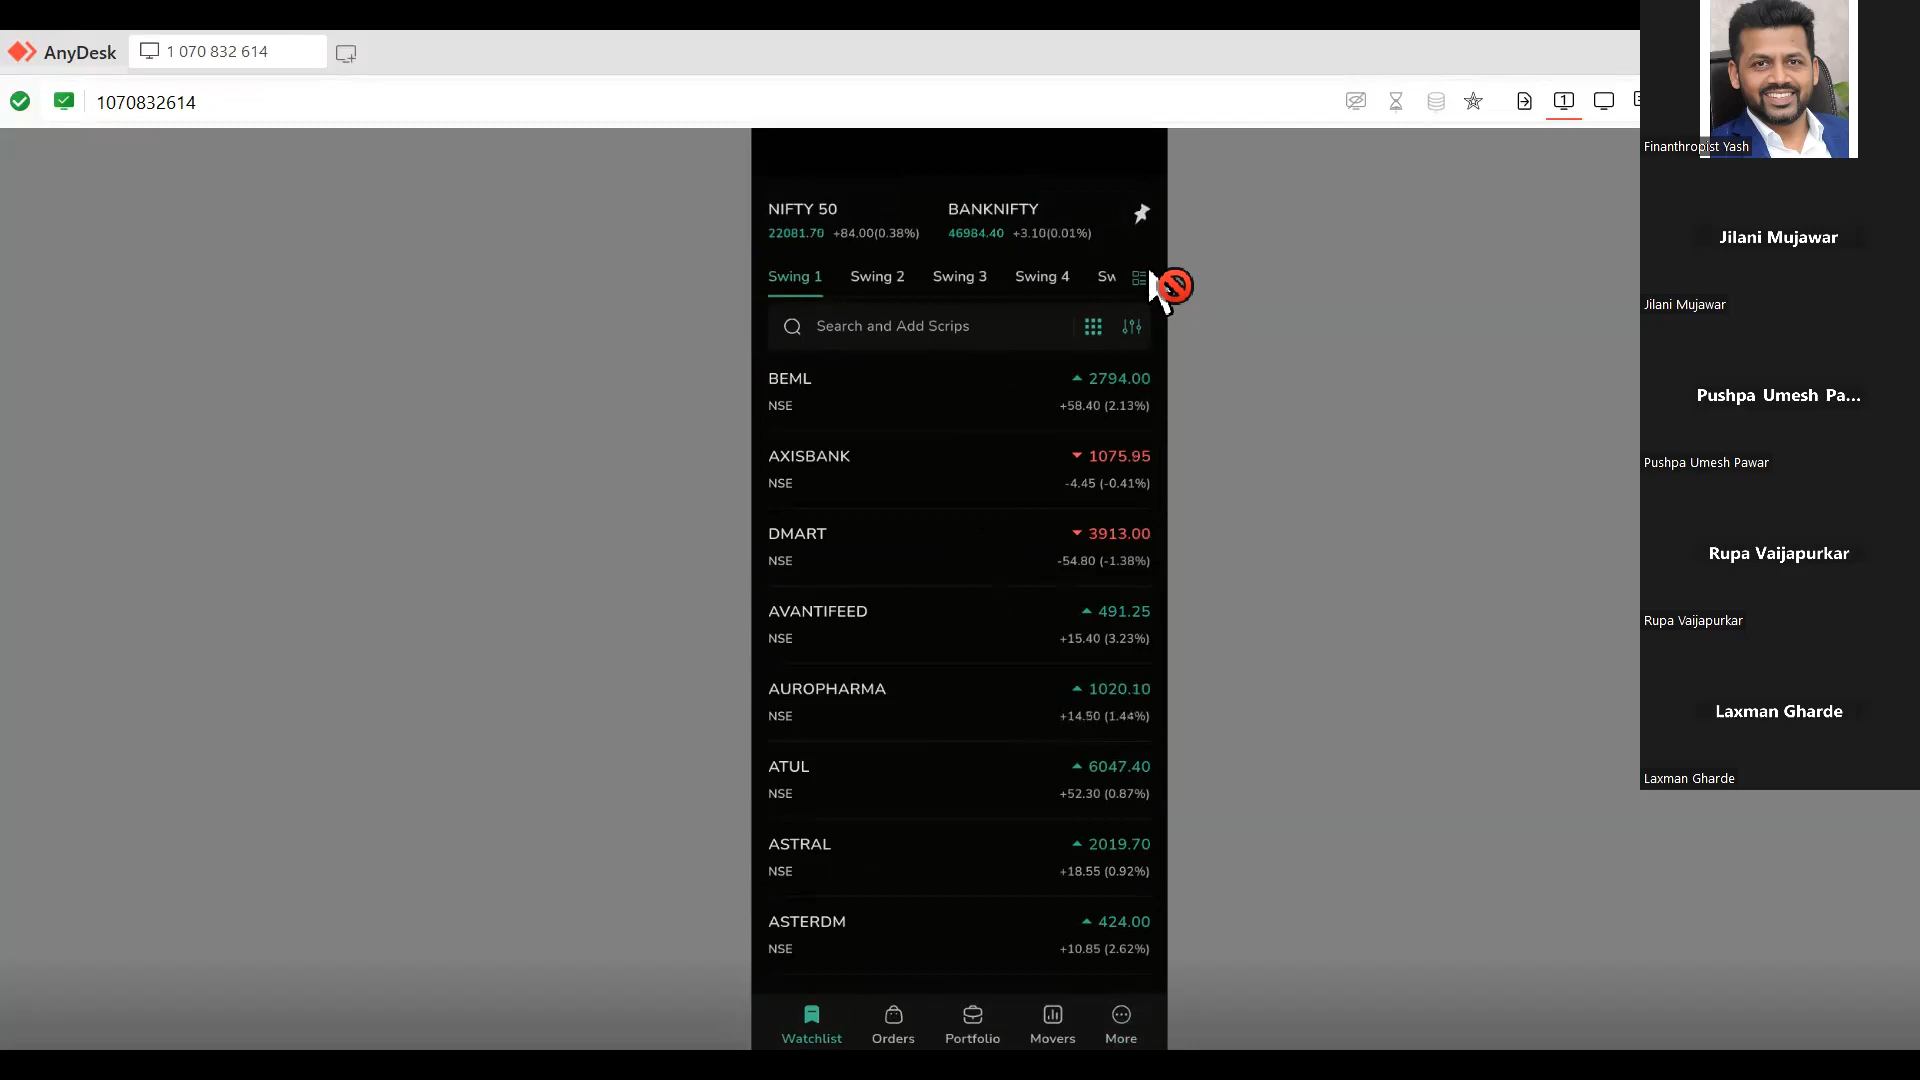 AnyDesk
1 070 832 614
1070832614
NIFTY 50
22081.70 +84.00(0.38%)
BANKNIFTY
46984.40 +3.10(0.01%)
Swing 1
Swing 2
Swing 3
Swing 4
Sw
Search and Add Scrips
BEML
2794.00
NSE
+58.40 (2.13%)
AXISBANK
1075.95
NSE
-4.45 (-0.41%)
DMART
3913.00
NSE
-54.80 (-1.38%)
AVANTIFEED
491.25
NSE
+15.40 (3.23%)
AUROPHARMA
1020.10
NSE
+14.50 (1.44%)
ATUL
6047.40
NSE
+52.30 (0.87%)
ASTRAL
2019.70
NSE
+18.55 (0.92%)
ASTERDM
424.00
NSE
+10.85 (2.62%)
Watchlist
Orders
Portfolio
Movers
More
Finanthropist Yash
Jilani Mujawar
Jilani Mujawar
Pushpa Umesh Pa...
Pushpa Umesh Pawar
Rupa Vaijapurkar
Rupa Vaijapurkar
Laxman Gharde
Laxman Gharde